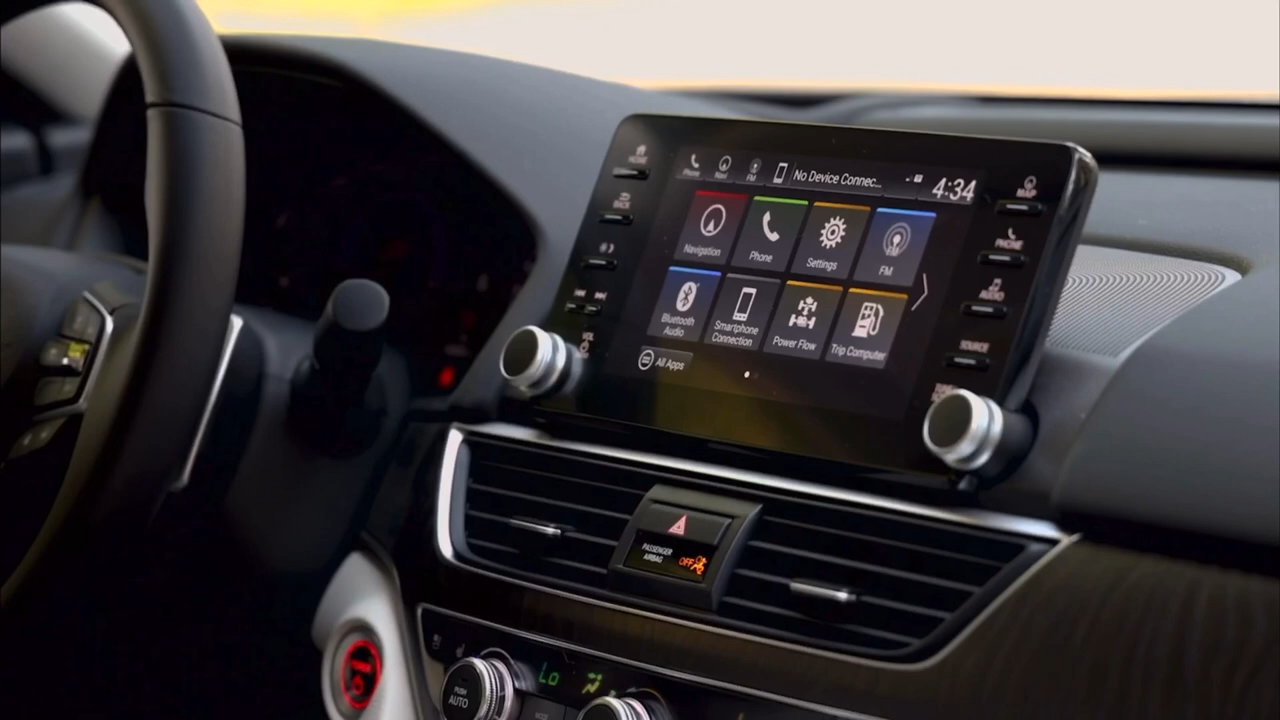 HOME
Phone
Navi
FM
No Device Connec...
4:34
MAP
BACK
PHONE
Navigation
Phone
Settings
FM
AUDIO
Bluetooth
Audio
Smartphone
Connection
Power Flow
Trip Computer
VOL
SOURCE
All Apps
PASSENGER
AIRBAG
OFF
PUSH
AUTO
Lo